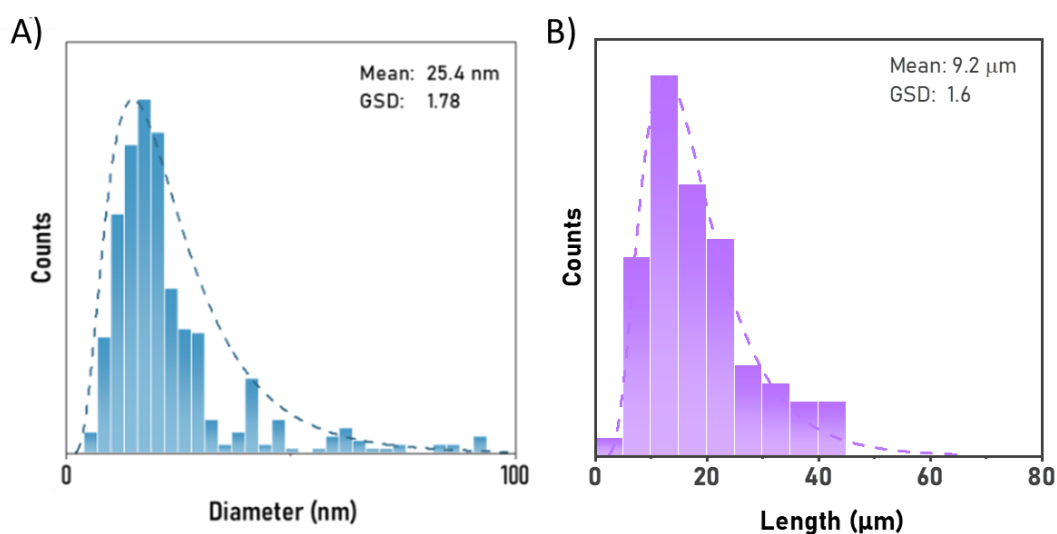 A)
Mean: 25.4 nm
GSD: 1.78
Counts
0
100
Diameter (nm)
B)
Mean: 9.2 μm
GSD: 1.6
Counts
0
20
40
60
80
Length (μm)